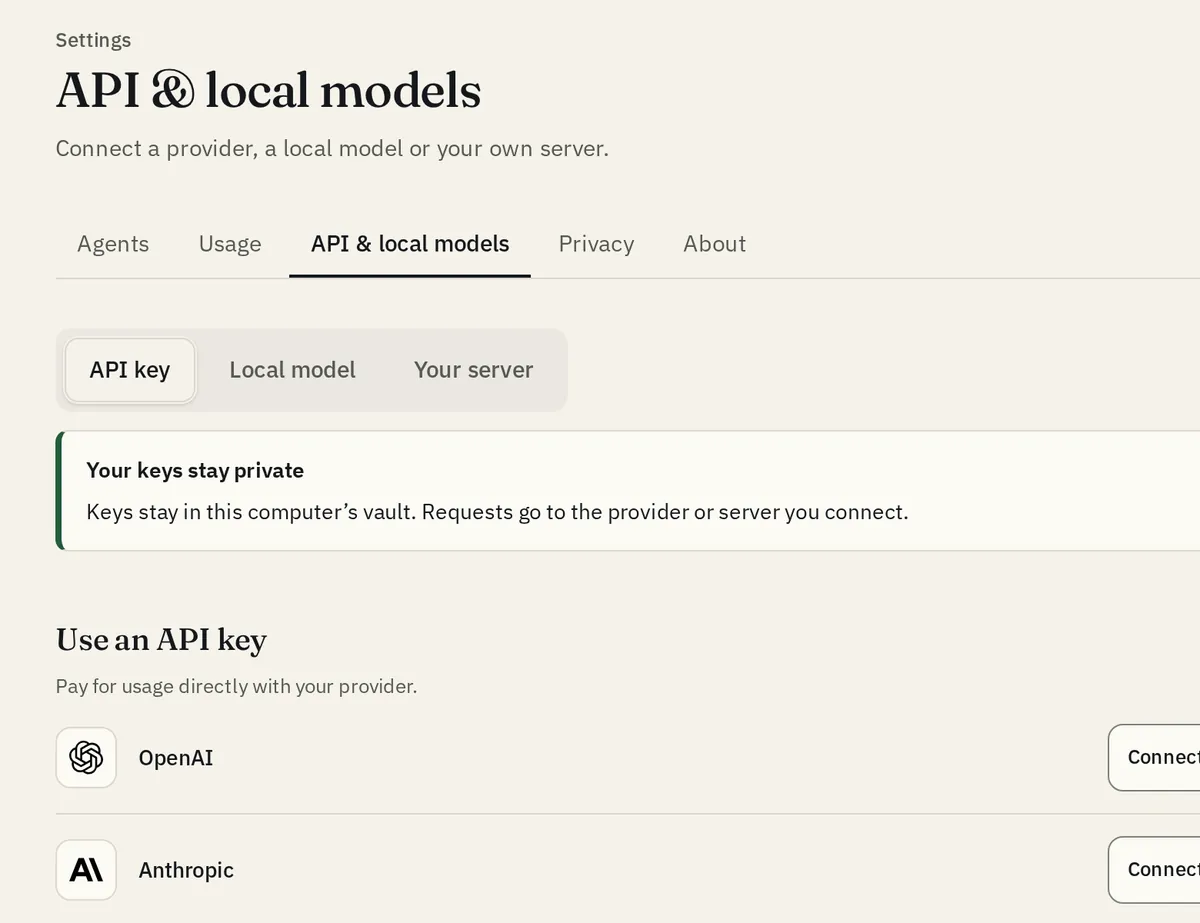 Settings
API & local models
Connect a provider, a local model or your own server.
Agents Usage API & local models Privacy About
API key Local model Your server
Your keys stay private
Keys stay in this computer’s vault. Requests go to the provider or server you connect.
Use an API key
Pay for usage directly with your provider.
OpenAI Connect
Anthropic Connect